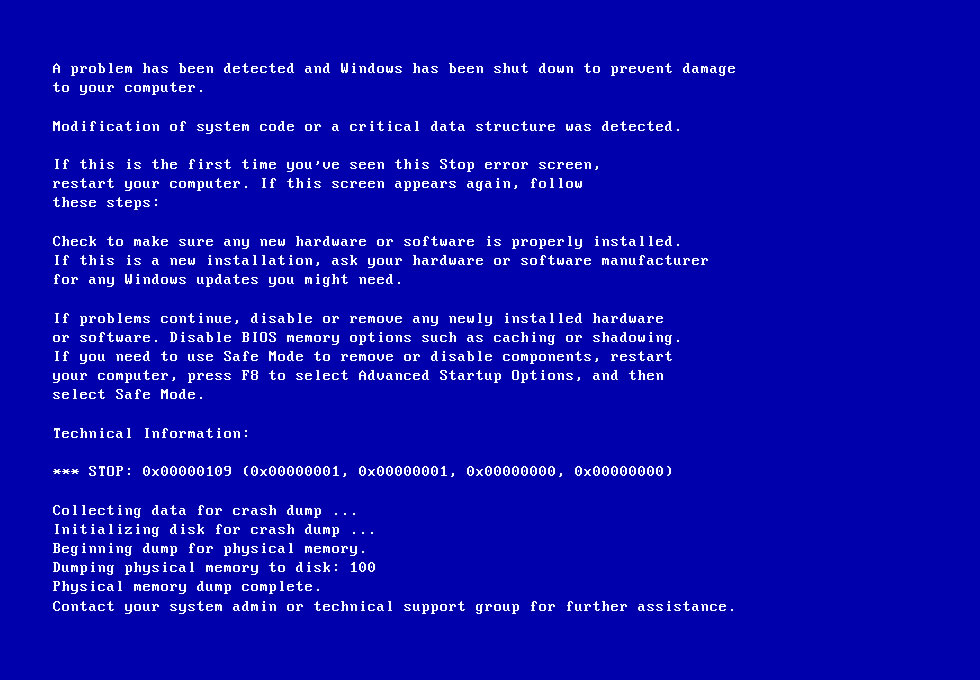 A problem has been detected and Windows has been shut down to prevent damage
to your computer.
Modification of system code or a critical data structure was detected.
If this is the first time you've seen this Stop error screen,
restart your computer. If this screen appears again, follow
these steps:
Check to make sure any new hardware or software is properly installed.
If this is a new installation, ask your hardware or software manufacturer
for any Windows updates you might need.
If problems continue, disable or remove any newly installed hardware
or software. Disable BIOS memory options such as caching or shadowing.
If you need to use Safe Mode to remove or disable components, restart
your computer, press F8 to select Advanced Startup Options, and then
select Safe Mode.
Technical Information:
*** STOP: 0x00000109 (0x00000001, 0x00000001, 0x00000000, 0x00000000)
Collecting data for crash dump ...
Initializing disk for crash dump ...
Beginning dump for physical memory.
Dumping physical memory to disk: 100
Physical memory dump complete.
Contact your system admin or technical support group for further assistance.